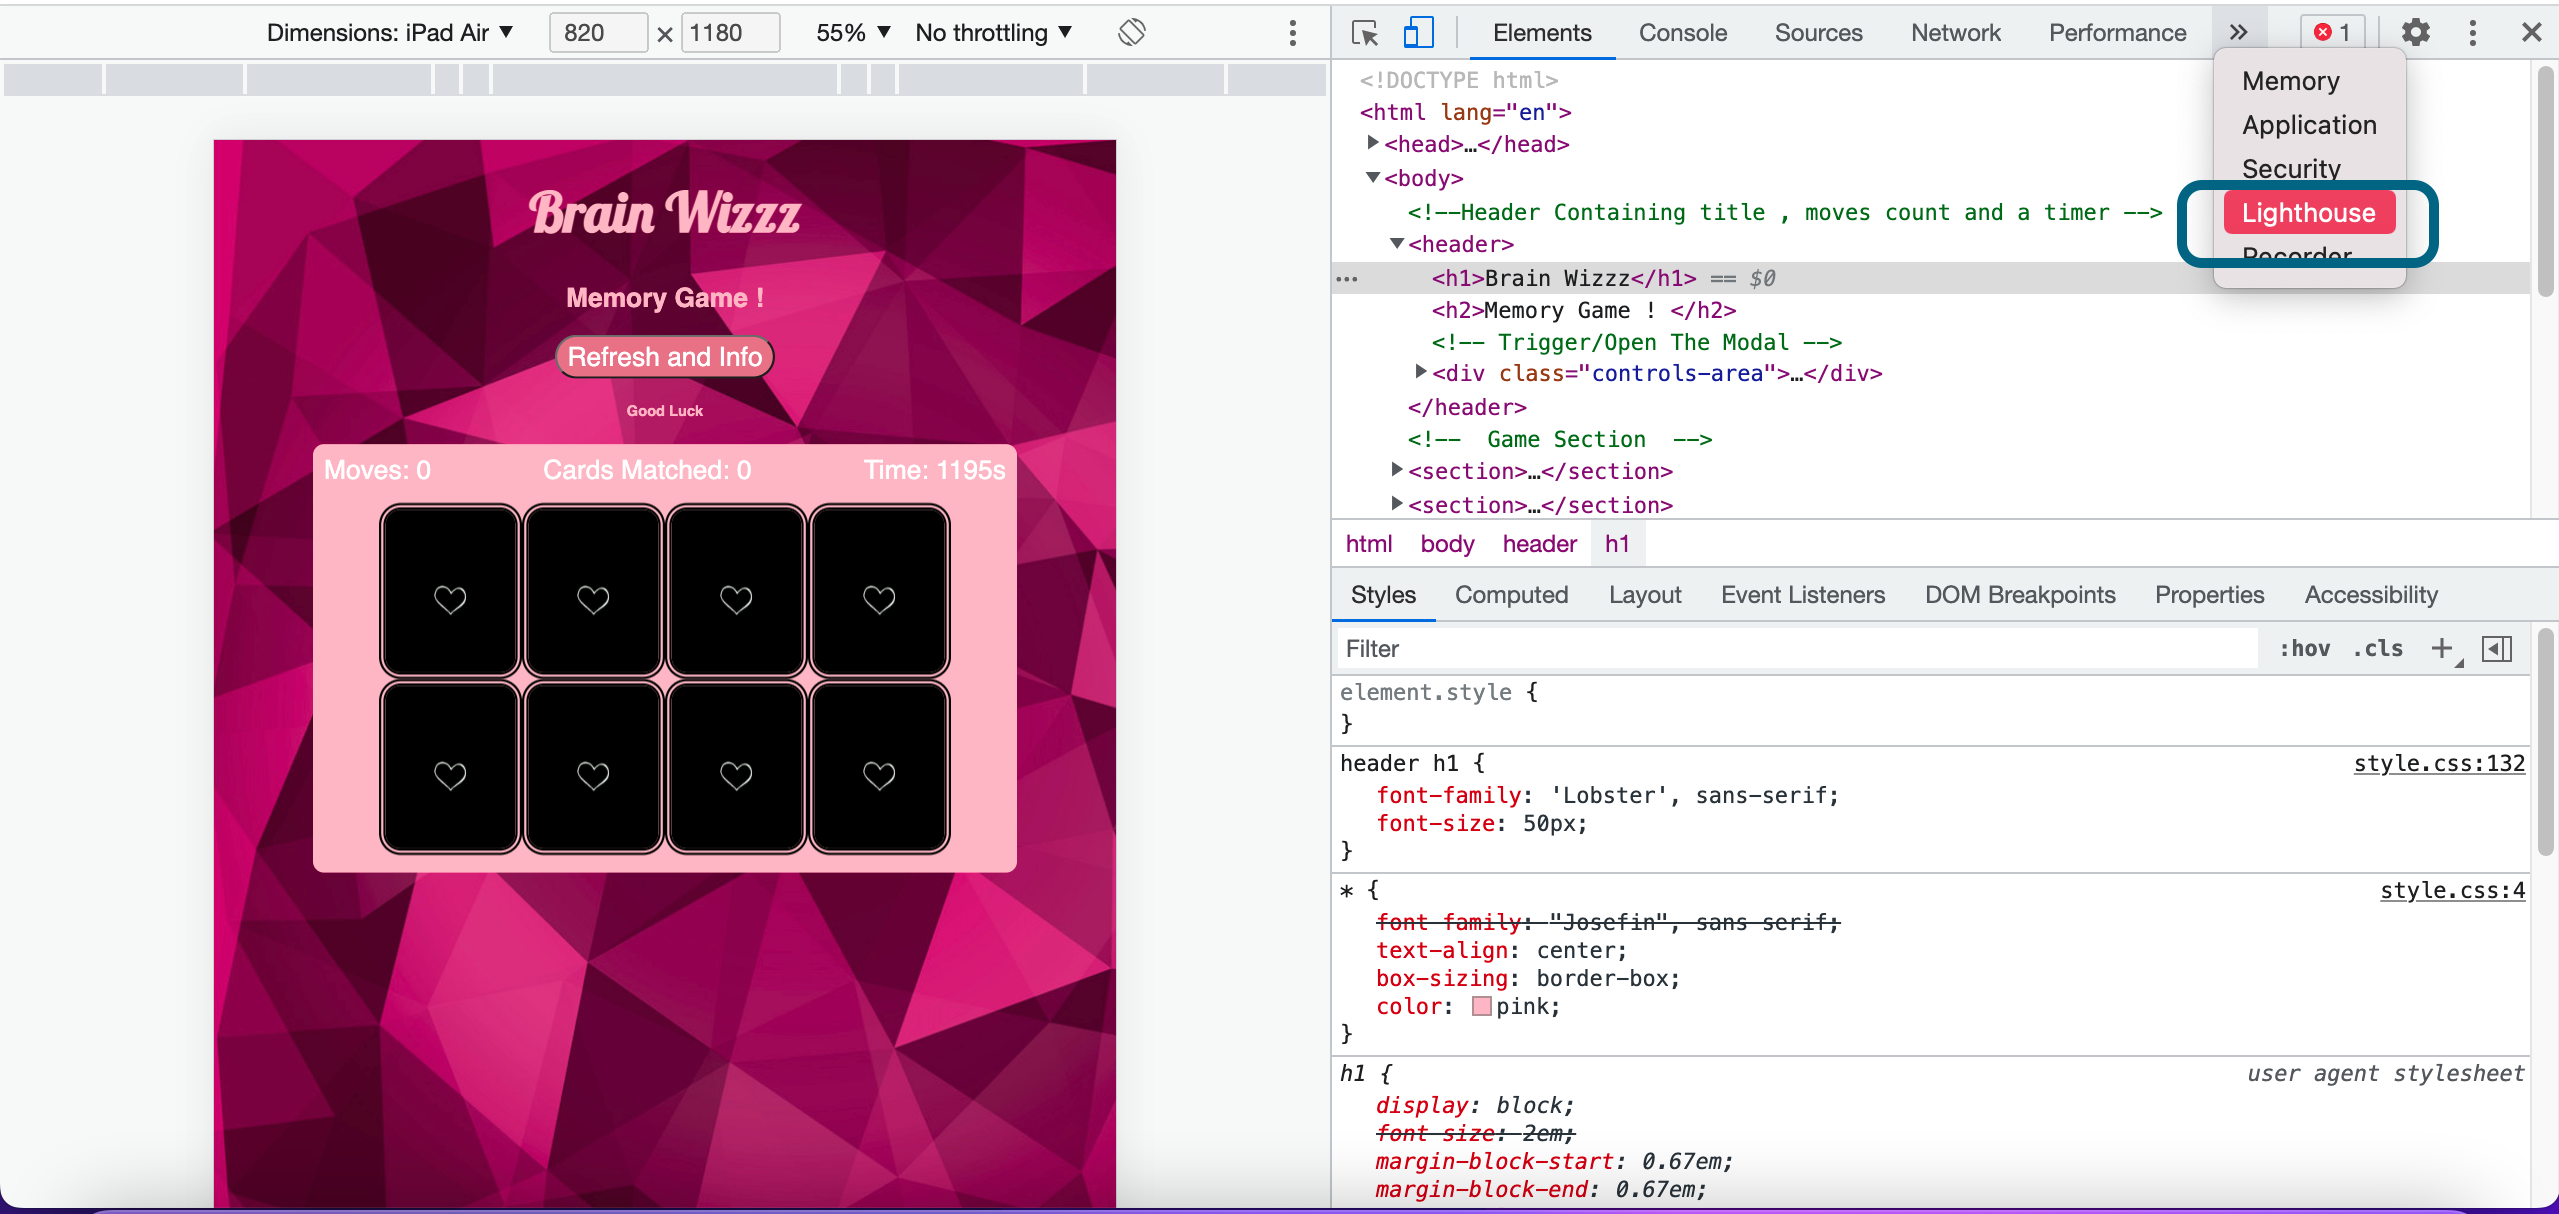 Dimensions: iPad Air ▼ 820 × 1180 55% ▼ No throttling ▼
Brain Wizzz
Memory Game !
Refresh and Info
Good Luck
Moves: 0 Cards Matched: 0 Time: 1195s
Elements Console Sources Network Performance » 1
Memory
Application
Security
Lighthouse
Recorder
<!DOCTYPE html>
<html lang="en">
<head>…</head>
<body>
<!--Header Containing title , moves count and a timer -->
<header>
<h1>Brain Wizzz</h1> == $0
<h2>Memory Game ! </h2>
<!-- Trigger/Open The Modal -->
<div class="controls-area">…</div>
</header>
<!-- Game Section -->
<section>…</section>
<section>…</section>
html body header h1
Styles Computed Layout Event Listeners DOM Breakpoints Properties Accessibility
Filter :hov .cls +
element.style {
}
header h1 { style.css:132
font-family: 'Lobster', sans-serif;
font-size: 50px;
}
* { style.css:4
font-family: "Josefin", sans-serif;
text-align: center;
box-sizing: border-box;
color: pink;
}
h1 { user agent stylesheet
display: block;
font-size: 2em;
margin-block-start: 0.67em;
margin-block-end: 0.67em;